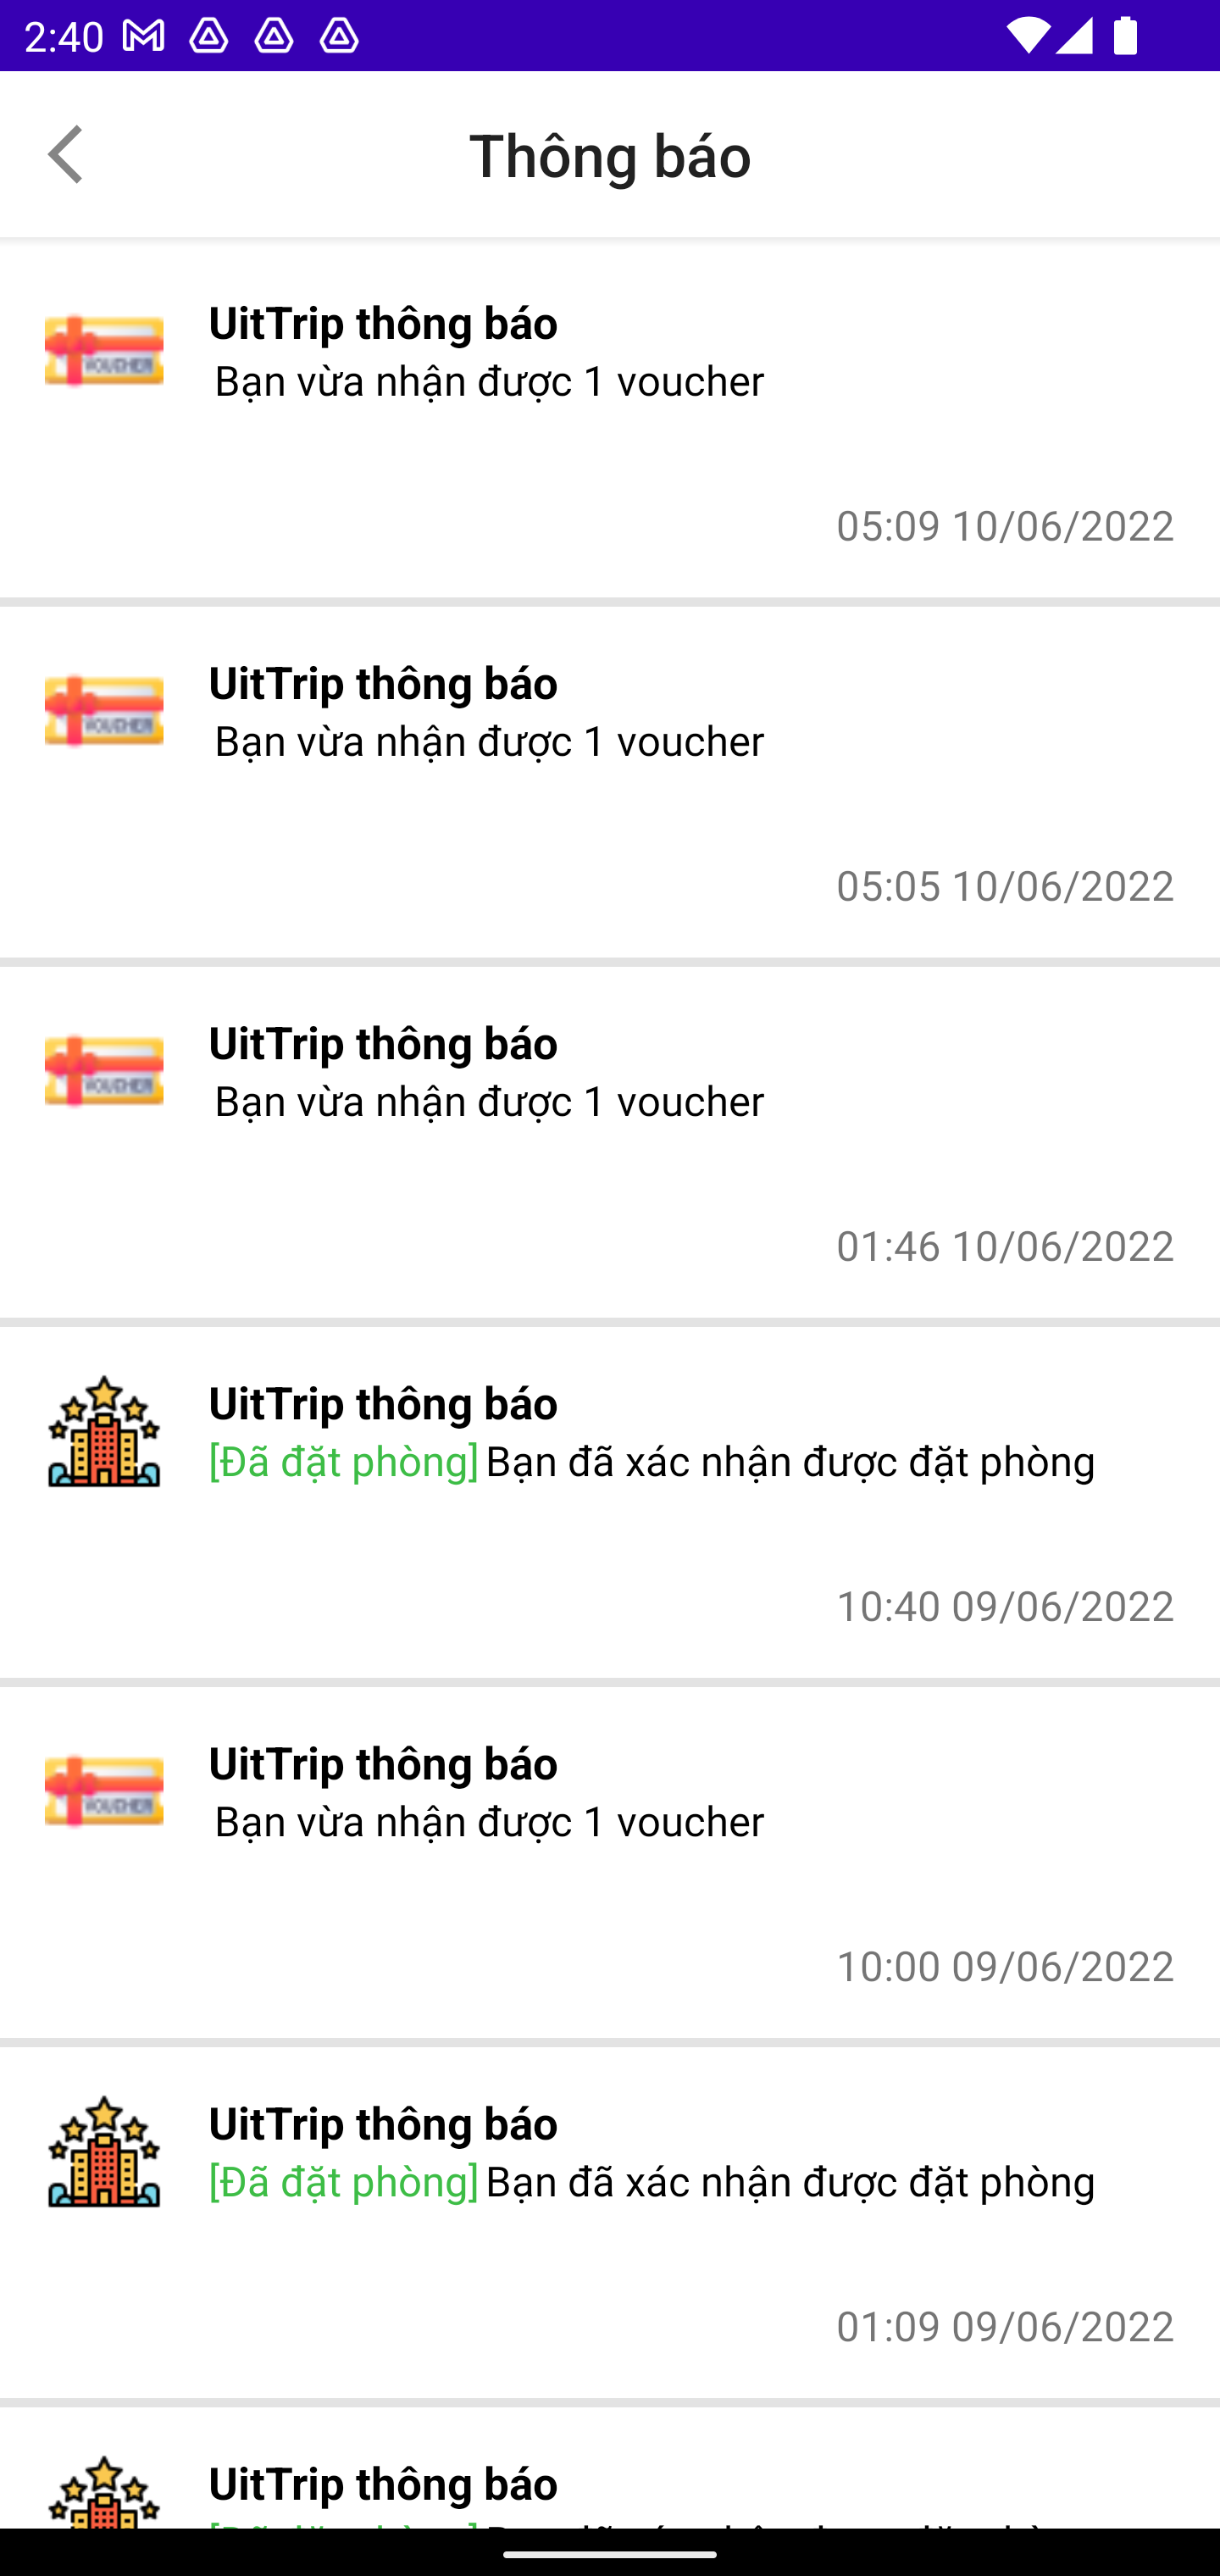 2:40
Thông báo
UitTrip thông báo
Bạn vừa nhận được 1 voucher
05:09 10/06/2022
UitTrip thông báo
Bạn vừa nhận được 1 voucher
05:05 10/06/2022
UitTrip thông báo
Bạn vừa nhận được 1 voucher
01:46 10/06/2022
UitTrip thông báo
[Đã đặt phòng] Bạn đã xác nhận được đặt phòng
10:40 09/06/2022
UitTrip thông báo
Bạn vừa nhận được 1 voucher
10:00 09/06/2022
UitTrip thông báo
[Đã đặt phòng] Bạn đã xác nhận được đặt phòng
01:09 09/06/2022
UitTrip thông báo